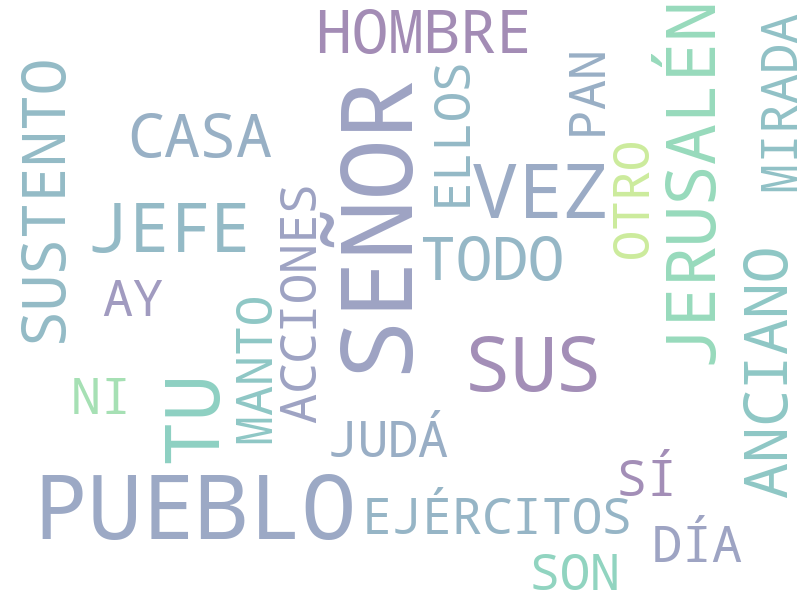 HOMBRE
SUSTENTO
CASA
SEÑOR
ELLOS
PAN
JERUSALÉN
MIRADA
VEZ
OTRO
JEFE
ACCIONES
TODO
AY
MANTO
ANCIANO
SUS
NI
TU
JUDÁ
PUEBLO
EJÉRCITOS
SÍ
DÍA
SON